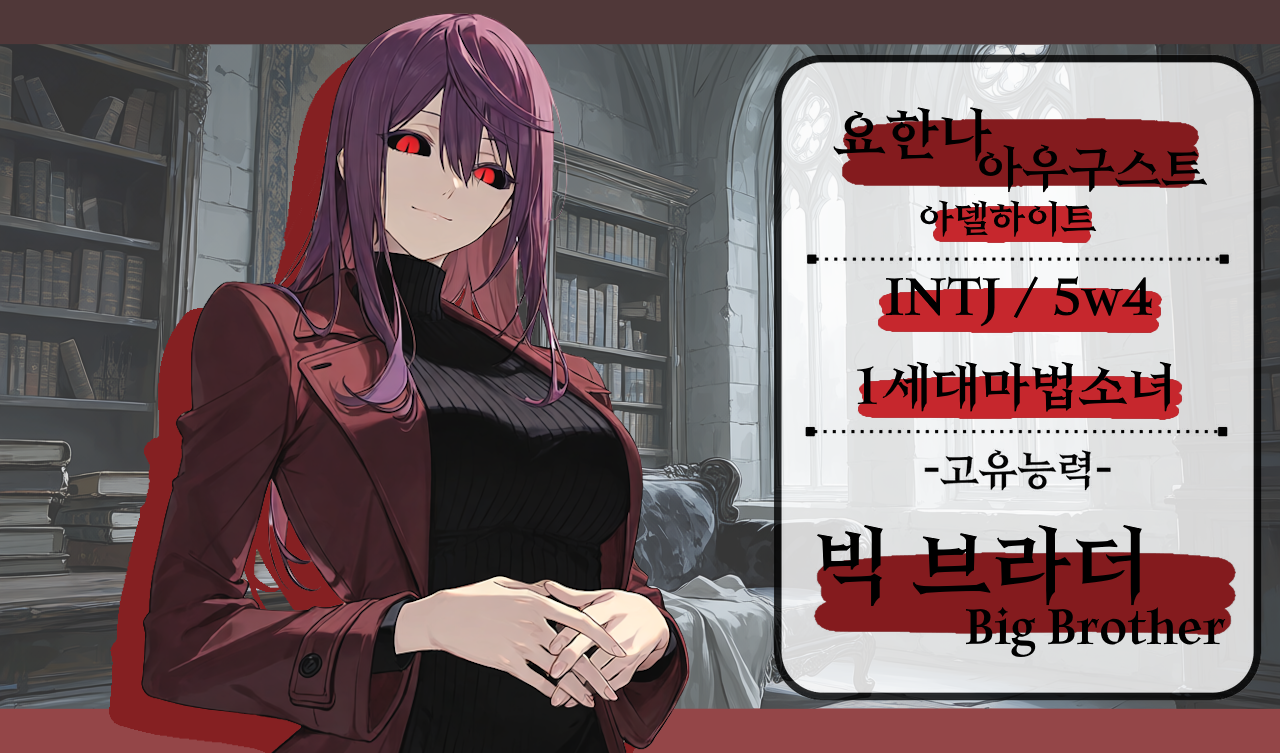 요한나
아우구스트
아델하이트
INTJ / 5w4
1세대마법소녀
-고유능력-
빅 브라더
Big Brother